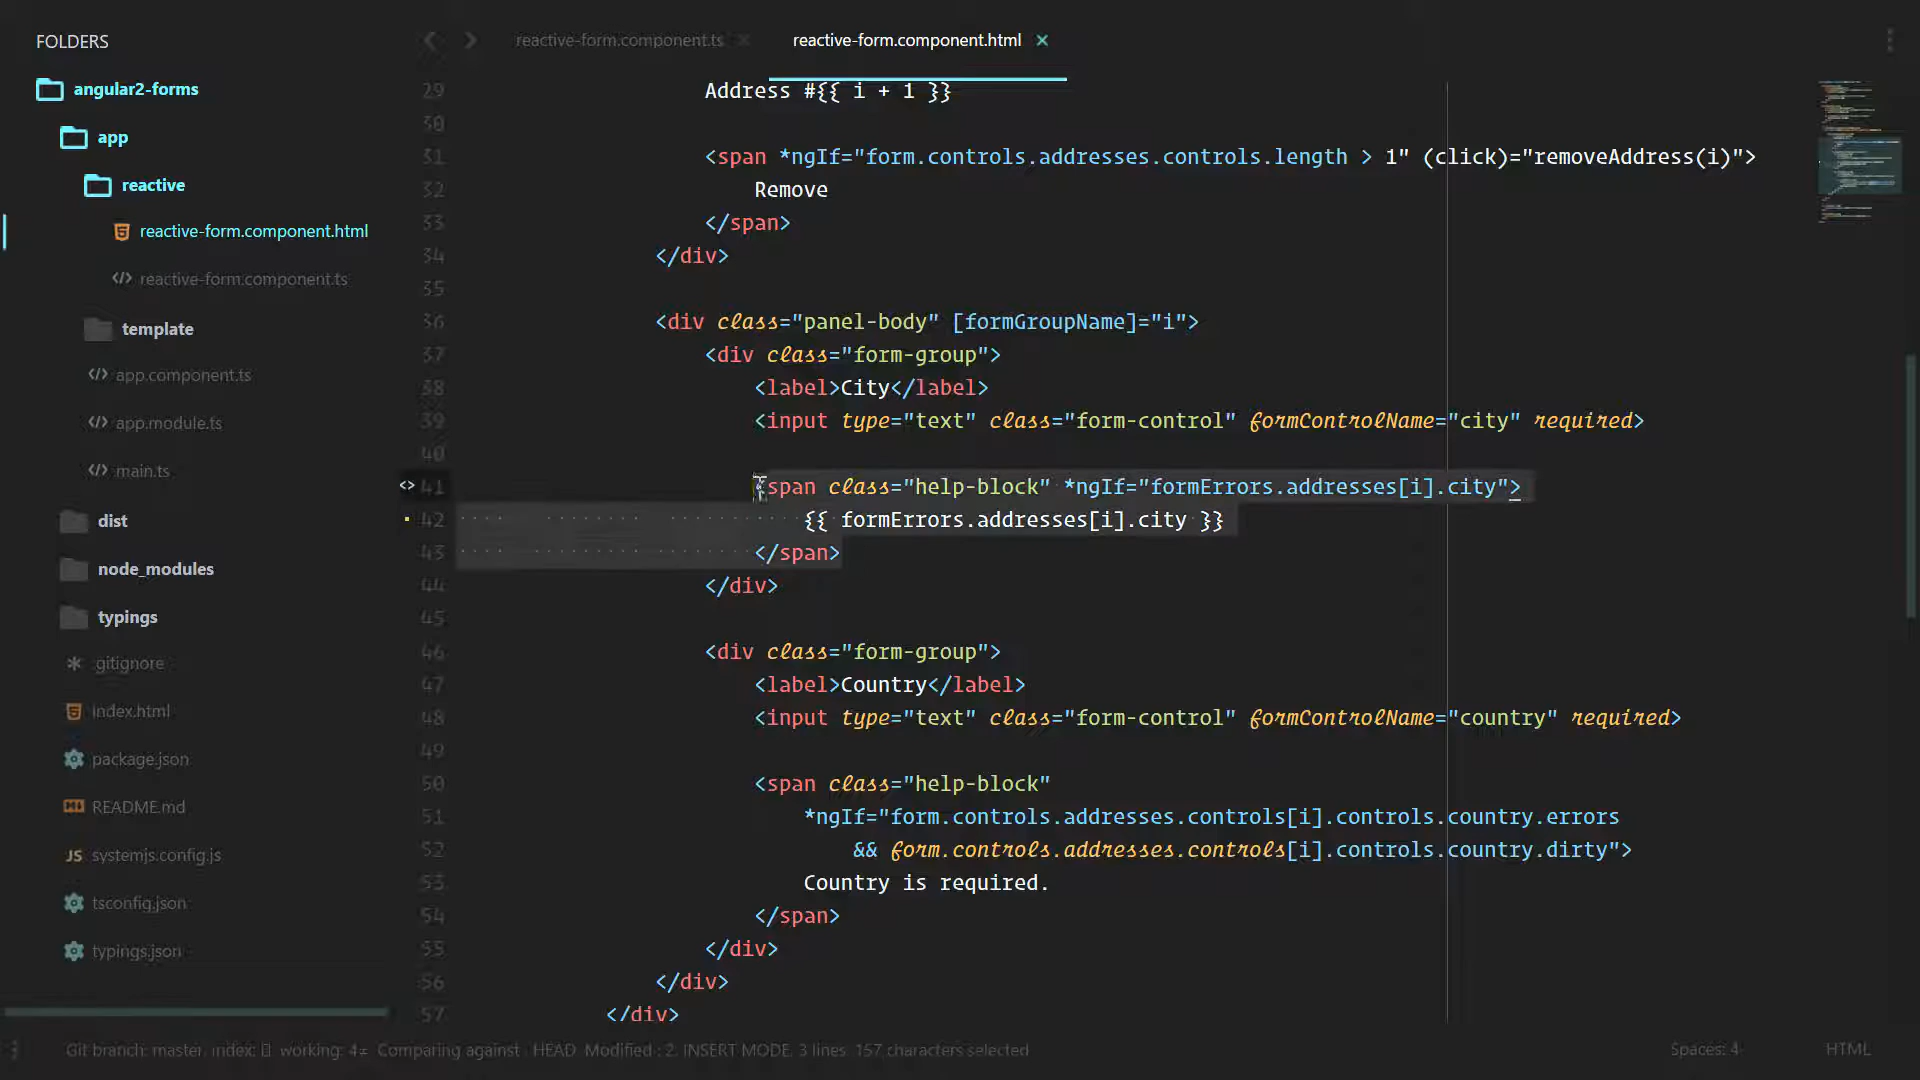 FOLDERS
angular2-forms
app
reactive
reactive-form.component.html
reactive-form.component.ts
template
app.component.ts
app.module.ts
main.ts
dist
node_modules
typings
.gitignore
index.html
package.json
README.md
systemjs.config.js
tsconfig.json
typings.json
reactive-form.component.ts
reactive-form.component.html
29 Address #{{ i + 1 }}
30
31 <span *ngIf="form.controls.addresses.controls.length > 1" (click)="removeAddress(i)">
32 Remove
33 </span>
34 </div>
35
36 <div class="panel-body" [formGroupName]="i">
37 <div class="form-group">
38 <label>City</label>
39 <input type="text" class="form-control" formControlName="city" required>
40
41 <span class="help-block" *ngIf="formErrors.addresses[i].city">
42 {{ formErrors.addresses[i].city }}
43 </span>
44 </div>
45
46 <div class="form-group">
47 <label>Country</label>
48 <input type="text" class="form-control" formControlName="country" required>
49
50 <span class="help-block"
51 *ngIf="form.controls.addresses.controls[i].controls.country.errors
52 && form.controls.addresses.controls[i].controls.country.dirty">
53 Country is required.
54 </span>
55 </div>
56 </div>
57 </div>
Git branch: master, index: working: 4≠ Comparing against : HEAD Modified : 2, INSERT MODE, 3 lines, 157 characters selected
Spaces: 4
HTML